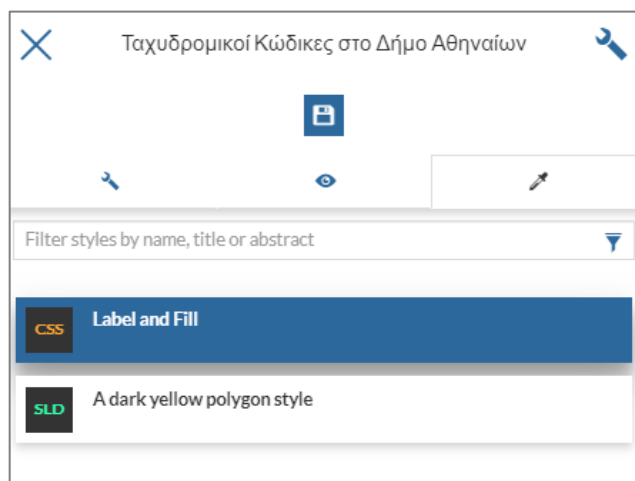 Ταχυδρομικοί Κώδικες στο Δήμο Αθηναίων
Filter styles by name, title or abstract
CSS Label and Fill
SLD A dark yellow polygon style